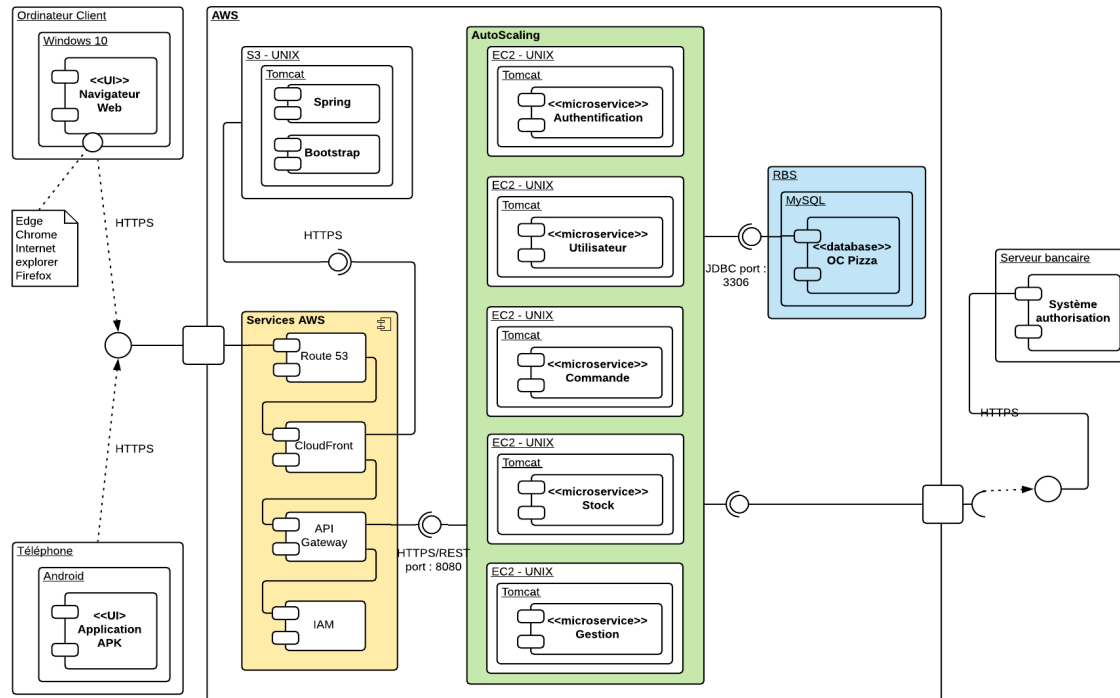 Ordinateur Client
Windows 10
<<UI>>
Navigateur
Web
Edge
Chrome
Internet
explorer
Firefox
HTTPS
HTTPS
Téléphone
Android
<<UI>
Application
APK
AWS
S3 - UNIX
Tomcat
Spring
Bootstrap
HTTPS
Services AWS
Route 53
CloudFront
API
Gateway
IAM
HTTPS/REST
port : 8080
AutoScaling
EC2 - UNIX
Tomcat
<<microservice>>
Authentification
EC2 - UNIX
Tomcat
<<microservice>>
Utilisateur
EC2 - UNIX
Tomcat
<<microservice>>
Commande
EC2 - UNIX
Tomcat
<<microservice>>
Stock
EC2 - UNIX
Tomcat
<<microservice>>
Gestion
JDBC port :
3306
RBS
MySQL
<<database>>
OC Pizza
Serveur bancaire
Système
authorisation
HTTPS